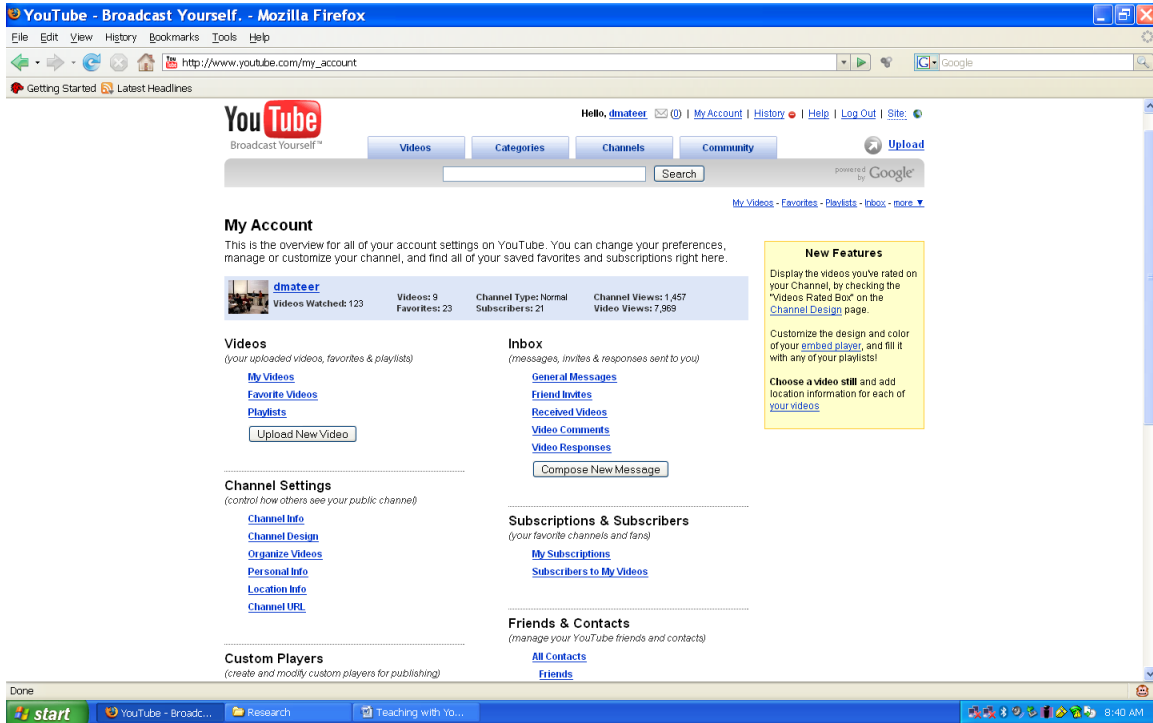 YouTube - Broadcast Yourself. - Mozilla Firefox
File Edit View History Bookmarks Tools Help
http://www.youtube.com/my_account
G Google
Getting Started Latest Headlines
YouTube
Broadcast Yourself™
Hello, dmateer (0) | My Account | History | Help | Log Out | Site:
Videos Categories Channels Community Upload
Search powered by Google
My Videos - Favorites - Playlists - Inbox - more ▼
My Account
This is the overview for all of your account settings on YouTube. You can change your preferences,
manage or customize your channel, and find all of your saved favorites and subscriptions right here.
dmateer
Videos Watched: 123
Videos: 9
Favorites: 23
Channel Type: Normal
Subscribers: 21
Channel Views: 1,457
Video Views: 7,969
Videos
(your uploaded videos, favorites & playlists)
My Videos
Favorite Videos
Playlists
Upload New Video
Channel Settings
(control how others see your public channel)
Channel Info
Channel Design
Organize Videos
Personal Info
Location Info
Channel URL
Custom Players
(create and modify custom players for publishing)
Inbox
(messages, invites & responses sent to you)
General Messages
Friend Invites
Received Videos
Video Comments
Video Responses
Compose New Message
Subscriptions & Subscribers
(your favorite channels and fans)
My Subscriptions
Subscribers to My Videos
Friends & Contacts
(manage your YouTube friends and contacts)
All Contacts
Friends
New Features
Display the videos you've rated on
your Channel, by checking the
"Videos Rated Box" on the
Channel Design page.
Customize the design and color
of your embed player, and fill it
with any of your playlists!
Choose a video still and add
location information for each of
your videos
Done
start YouTube - Broadc... Research Teaching with Yo... 8:40 AM